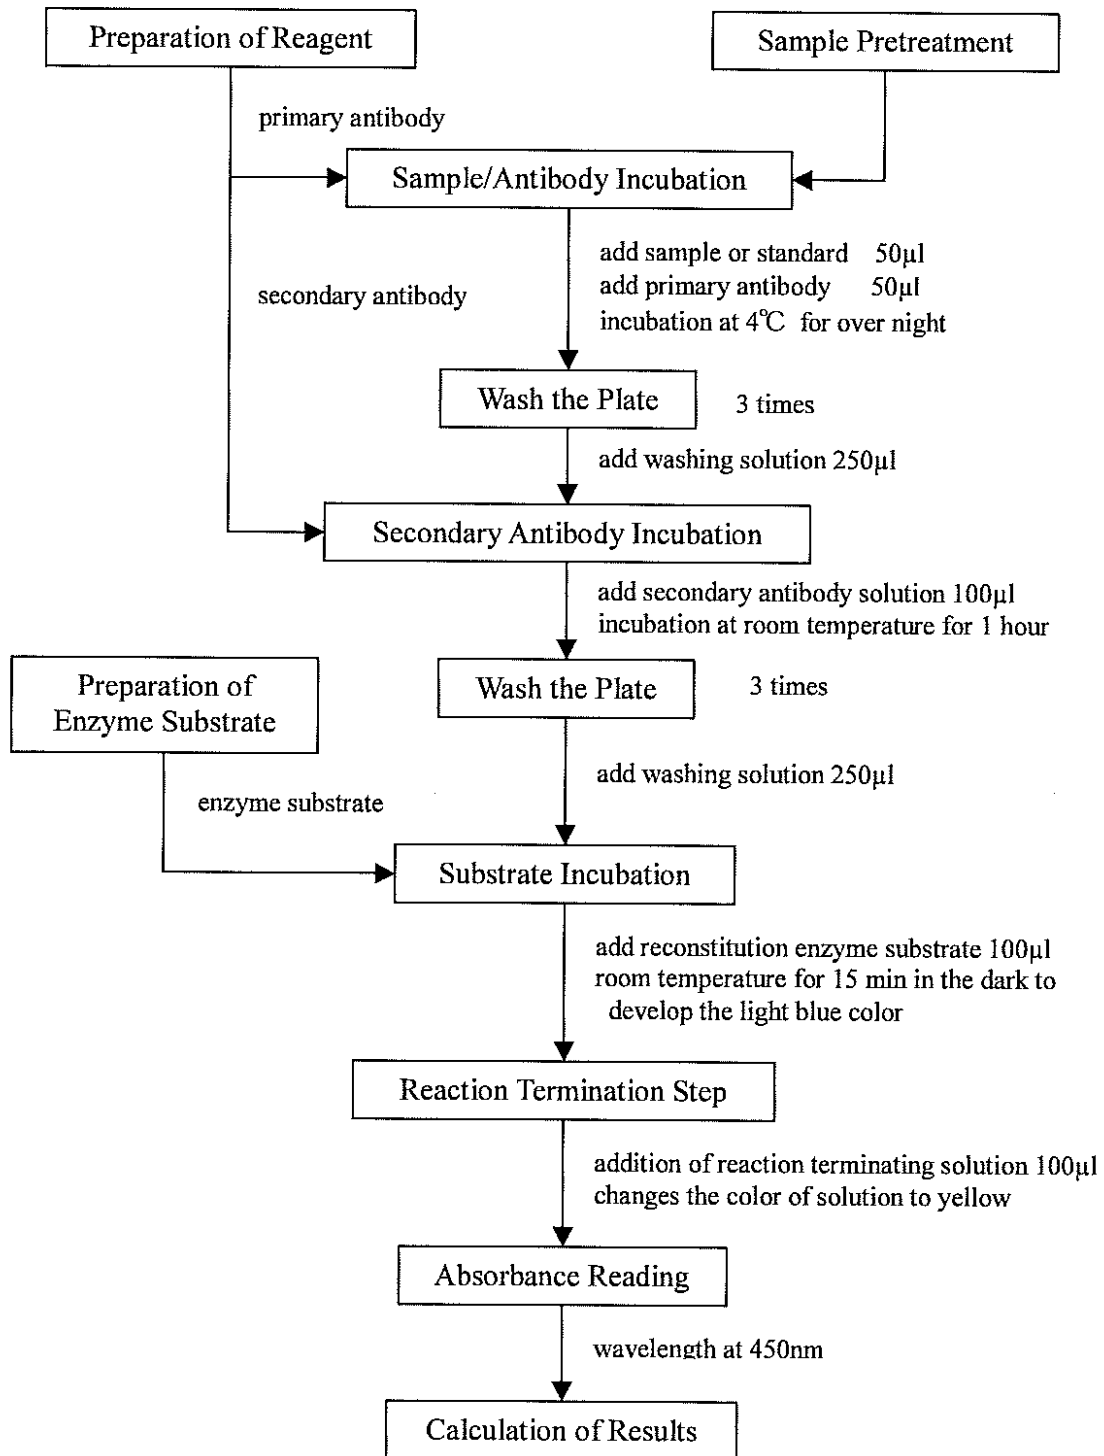 Preparation of Reagent
Sample Pretreatment
primary antibody
Sample/Antibody Incubation
add sample or standard 50µl
add primary antibody 50µl
incubation at 4℃ for over night
secondary antibody
Wash the Plate
3 times
add washing solution 250µl
Secondary Antibody Incubation
add secondary antibody solution 100µl
incubation at room temperature for 1 hour
Preparation of
Enzyme Substrate
Wash the Plate
3 times
add washing solution 250µl
enzyme substrate
Substrate Incubation
add reconstitution enzyme substrate 100µl
room temperature for 15 min in the dark to
develop the light blue color
Reaction Termination Step
addition of reaction terminating solution 100µl
changes the color of solution to yellow
Absorbance Reading
wavelength at 450nm
Calculation of Results